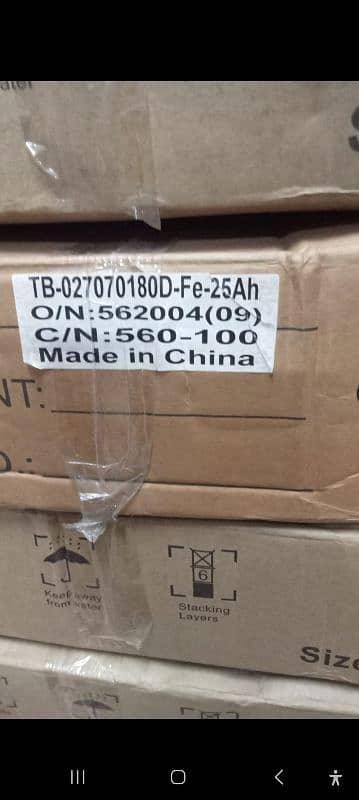 TB-027070180D-Fe-25Ah
O/N:562004(09)
C/N:560-100
Made in China
NT:
Keep away
from water
6
Stacking
Layers
Size